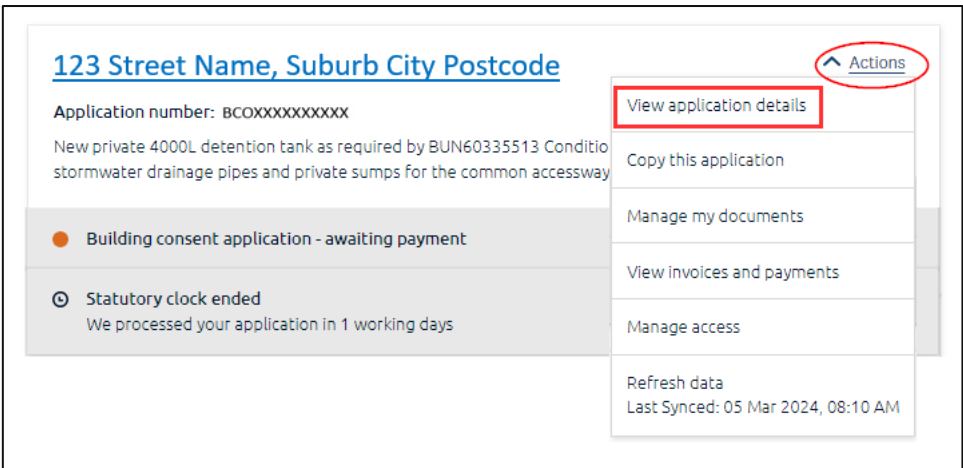 123 Street Name, Suburb City Postcode
Actions
Application number: BCOXXXXXXXXXX
New private 4000L detention tank as required by BUN60335513 Conditio
stormwater drainage pipes and private sumps for the common accessway
Building consent application - awaiting payment
Statutory clock ended
We processed your application in 1 working days
View application details
Copy this application
Manage my documents
View invoices and payments
Manage access
Refresh data
Last Synced: 05 Mar 2024, 08:10 AM